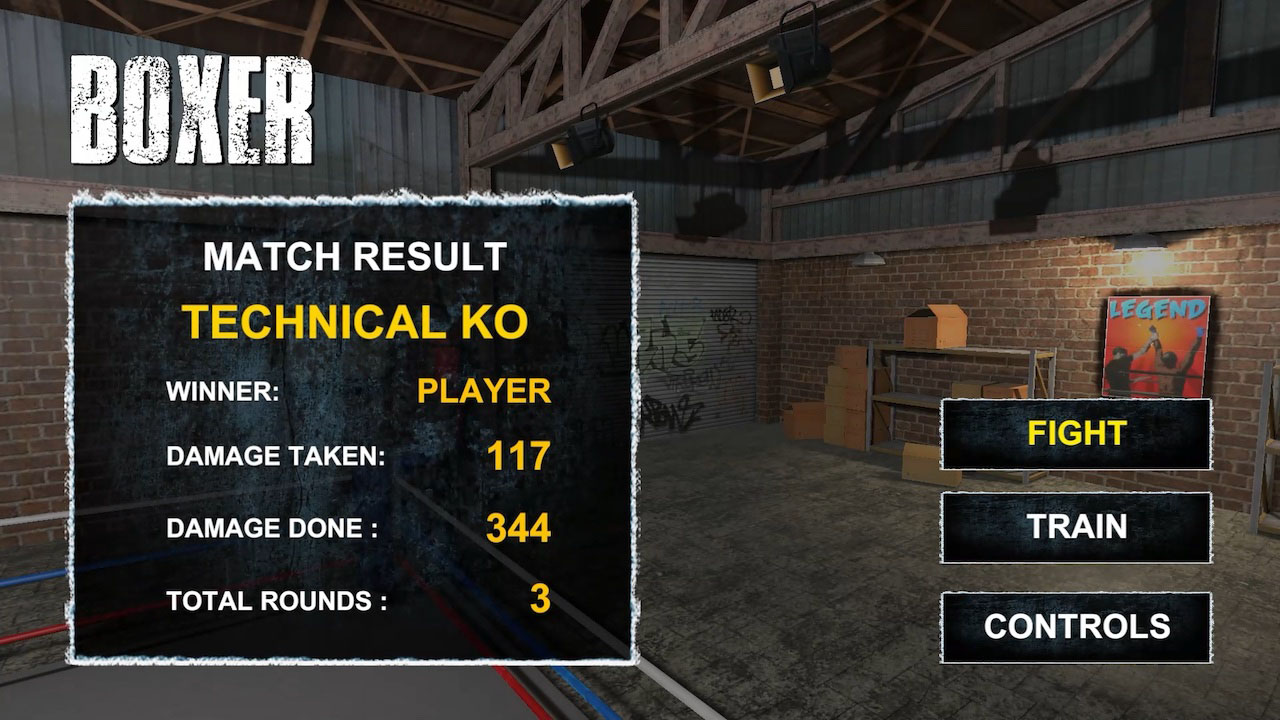 BOXER
MATCH RESULT
TECHNICAL KO
WINNER: PLAYER
DAMAGE TAKEN: 117
DAMAGE DONE : 344
TOTAL ROUNDS : 3
LEGEND
FIGHT
TRAIN
CONTROLS